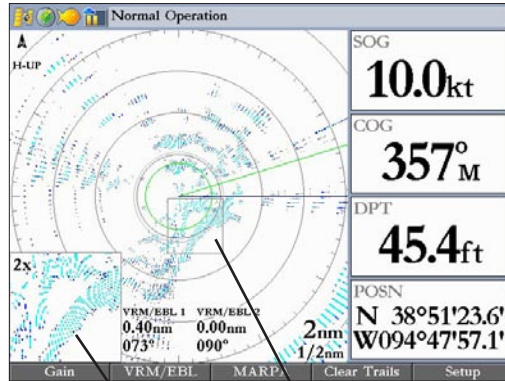 Normal Operation
H-UP
SOG
10.0kt
COG
357°M
DPT
45.4ft
POSN
N 38°51'23.6'
W094°47'57.1'
2x
VRM/EBL 1 VRM/EBL 2
0.40nm 0.00nm
073° 090°
2nm
1/2nm
Gain VRM/EBL MARPA Clear Trails Setup